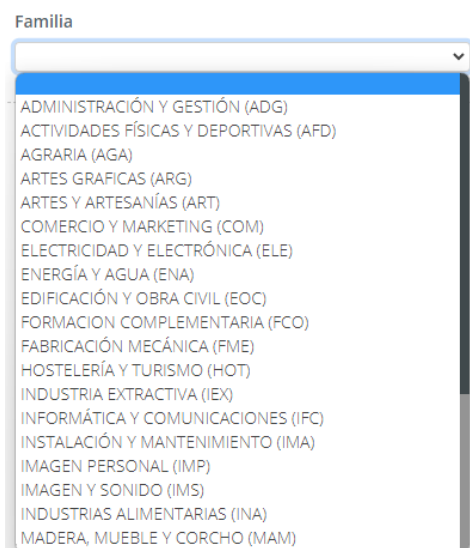 Familia
ADMINISTRACIÓN Y GESTIÓN (ADG)
ACTIVIDADES FÍSICAS Y DEPORTIVAS (AFD)
AGRARIA (AGA)
ARTES GRAFICAS (ARG)
ARTES Y ARTESANÍAS (ART)
COMERCIO Y MARKETING (COM)
ELECTRICIDAD Y ELECTRÓNICA (ELE)
ENERGÍA Y AGUA (ENA)
EDIFICACIÓN Y OBRA CIVIL (EOC)
FORMACION COMPLEMENTARIA (FCO)
FABRICACIÓN MECÁNICA (FME)
HOSTELERÍA Y TURISMO (HOT)
INDUSTRIA EXTRACTIVA (IEX)
INFORMÁTICA Y COMUNICACIONES (IFC)
INSTALACIÓN Y MANTENIMIENTO (IMA)
IMAGEN PERSONAL (IMP)
IMAGEN Y SONIDO (IMS)
INDUSTRIAS ALIMENTARIAS (INA)
MADERA, MUEBLE Y CORCHO (MAM)